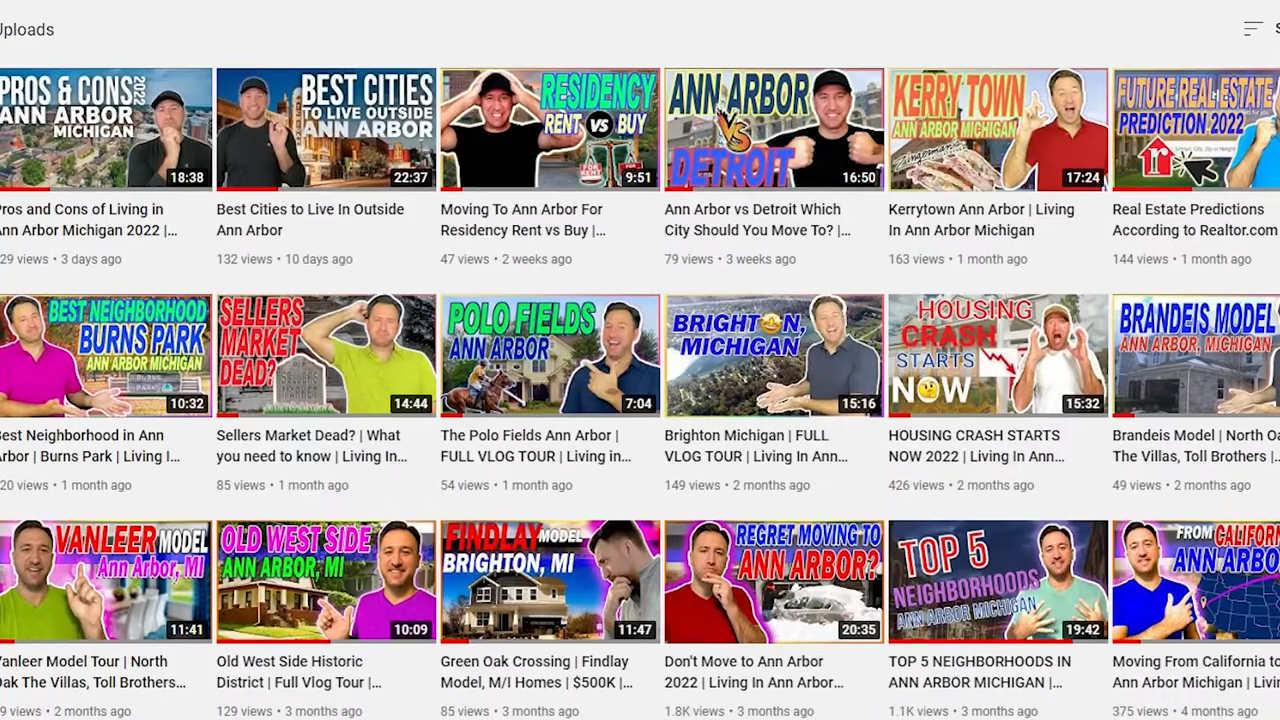 Uploads
PROS & CONS 2022
ANN ARBOR
MICHIGAN
18:38
BEST CITIES
TO LIVE OUTSIDE
ANN ARBOR
22:37
RESIDENCY
RENT VS BUY
FOR RENT
9:51
ANN ARBOR
VS
DETROIT
16:50
KERRY TOWN
ANN ARBOR MICHIGAN
17:24
FUTURE REAL ESTATE
PREDICTION 2022
r
Pros and Cons of Living in
Ann Arbor Michigan 2022 |...
29 views • 3 days ago
Best Cities to Live In Outside
Ann Arbor
132 views • 10 days ago
Moving To Ann Arbor For
Residency Rent vs Buy |...
47 views • 2 weeks ago
Ann Arbor vs Detroit Which
City Should You Move To? |...
79 views • 3 weeks ago
Kerrytown Ann Arbor | Living
In Ann Arbor Michigan
163 views • 1 month ago
Real Estate Predictions
According to Realtor.com
144 views • 1 month ago
BEST NEIGHBORHOOD
BURNS PARK
ANN ARBOR MICHIGAN
BURNS PARK
10:32
SELLERS
MARKET
DEAD?
RIP
SELLERS
MARKET
14:44
POLO FIELDS
ANN ARBOR
7:04
BRIGHTON,
MICHIGAN
15:16
HOUSING
CRASH
STARTS
NOW
15:32
BRANDEIS MODEL
ANN ARBOR, MICHIGAN
Best Neighborhood in Ann
Arbor | Burns Park | Living I...
20 views • 1 month ago
Sellers Market Dead? | What
you need to know | Living In...
85 views • 1 month ago
The Polo Fields Ann Arbor |
FULL VLOG TOUR | Living in...
54 views • 1 month ago
Brighton Michigan | FULL
VLOG TOUR | Living In Ann...
149 views • 2 months ago
HOUSING CRASH STARTS
NOW 2022 | Living In Ann...
426 views • 2 months ago
Brandeis Model | North Oa
The Villas, Toll Brothers |...
49 views • 2 months ago
VANLEER MODEL
Ann Arbor, MI
11:41
OLD WEST SIDE
ANN ARBOR, MI
10:09
FINDLAY MODEL
BRIGHTON, MI
11:47
REGRET MOVING TO
ANN ARBOR?
20:35
TOP 5
NEIGHBORHOODS
ANN ARBOR MICHIGAN
19:42
FROM CALIFORN
ANN ARBO
Vanleer Model Tour | North
Oak The Villas, Toll Brothers...
9 views • 2 months ago
Old West Side Historic
District | Full Vlog Tour |...
129 views • 3 months ago
Green Oak Crossing | Findlay
Model, M/I Homes | $500K |...
85 views • 3 months ago
Don't Move to Ann Arbor
2022 | Living In Ann Arbor...
1.8K views • 3 months ago
TOP 5 NEIGHBORHOODS IN
ANN ARBOR MICHIGAN |...
1.1K views • 3 months ago
Moving From California to
Ann Arbor Michigan | Livin
375 views • 4 months ago